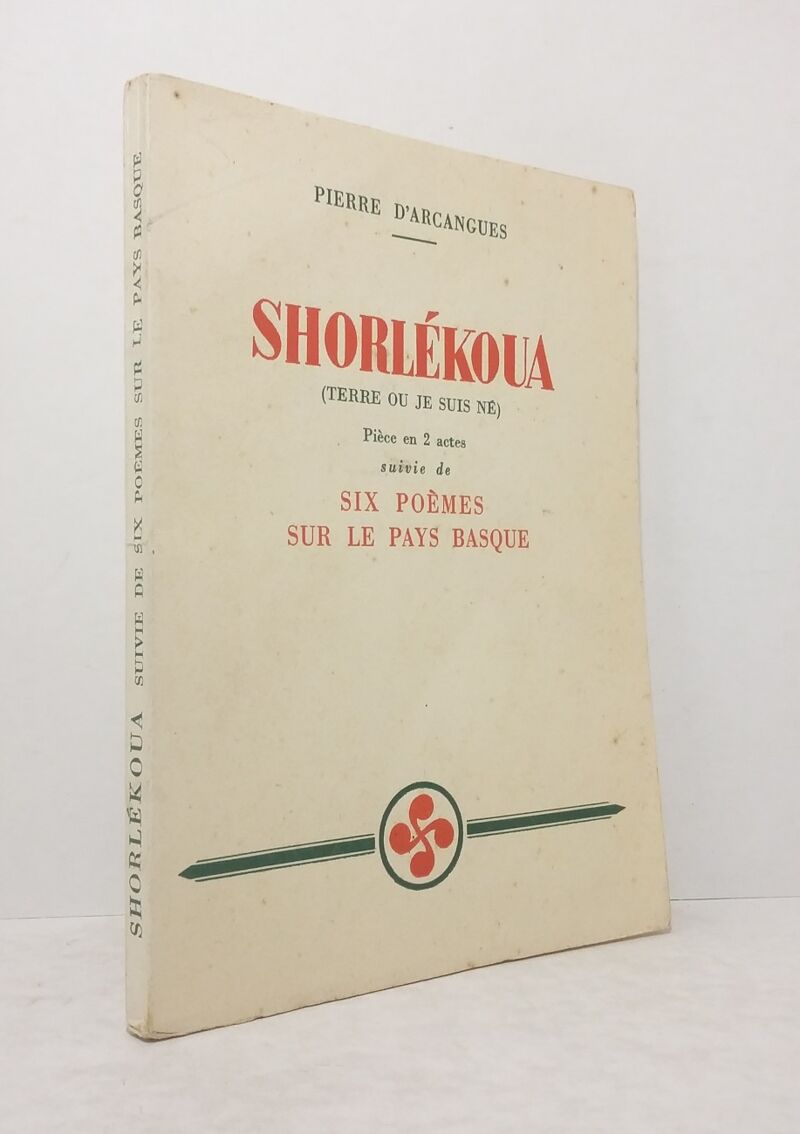 PIERRE D'ARCANGUES
SHORLÉKOUA
(TERRE OU JE SUIS NÉ)
Pièce en 2 actes
suivie de
SIX POÈMES
SUR LE PAYS BASQUE
SHORLÉKOUA SUIVIE DE SIX POÈMES SUR LE PAYS BASQUE